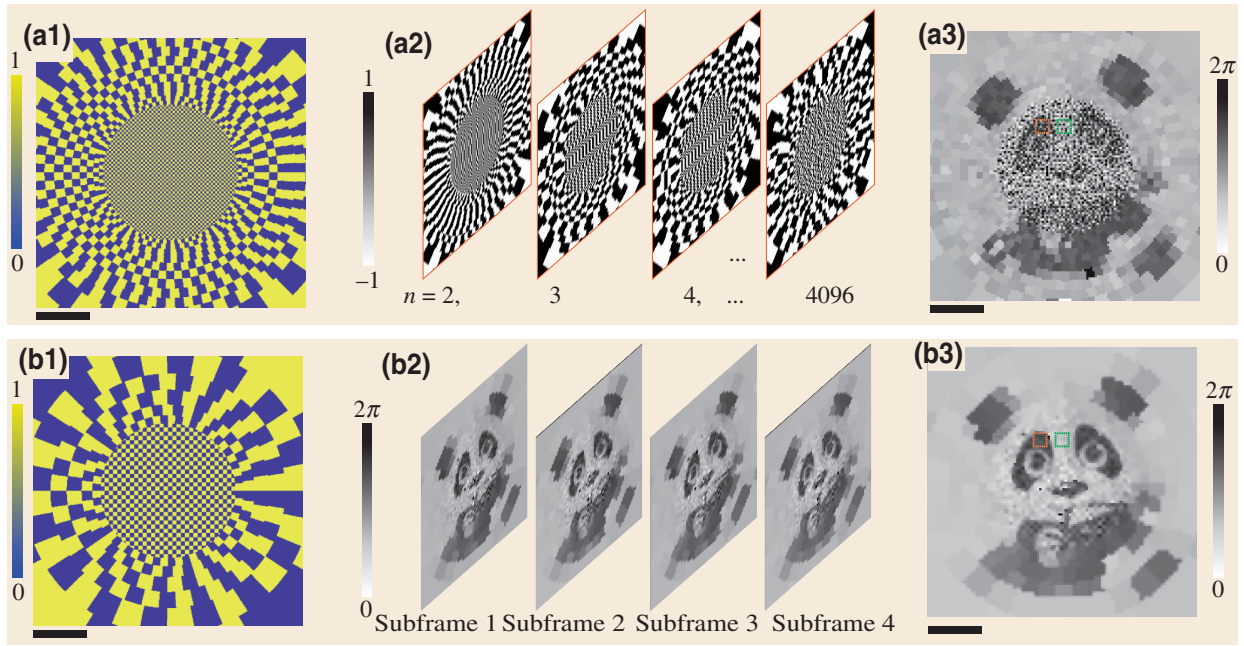 (a1)
1
0
(a2)
1
−1
n = 2, 3 4, ... 4096
...
(a3)
2π
0
(b1)
1
0
(b2)
2π
0
Subframe 1 Subframe 2 Subframe 3 Subframe 4
(b3)
2π
0